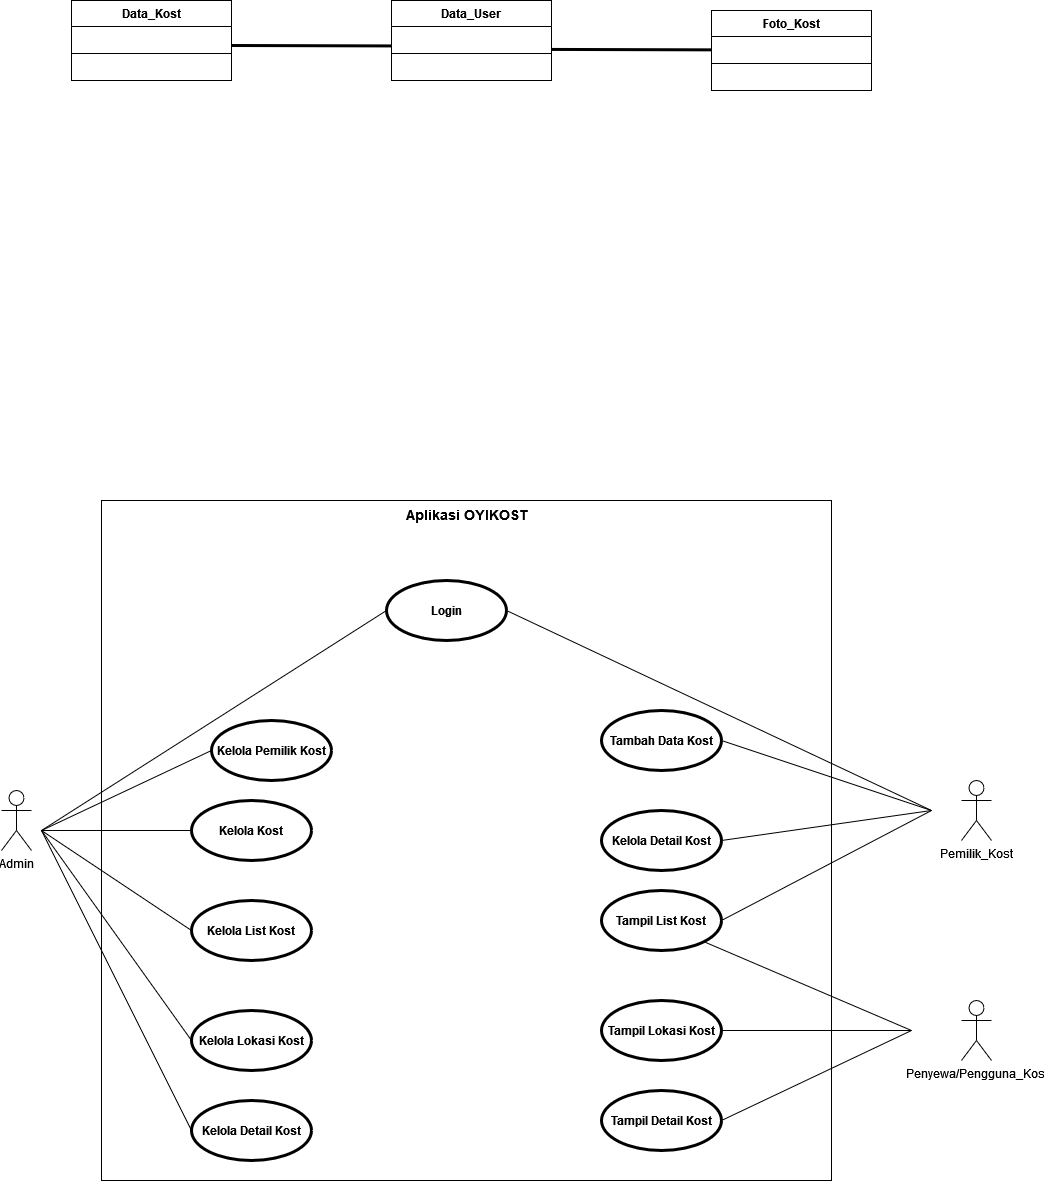 Data_Kost
Data_User
Foto_Kost
Aplikasi OYIKOST
Login
Kelola Pemilik Kost
Tambah Data Kost
Kelola Kost
Kelola Detail Kost
Admin
Pemilik_Kost
Kelola List Kost
Tampil List Kost
Kelola Lokasi Kost
Tampil Lokasi Kost
Penyewa/Pengguna_Kos
Kelola Detail Kost
Tampil Detail Kost